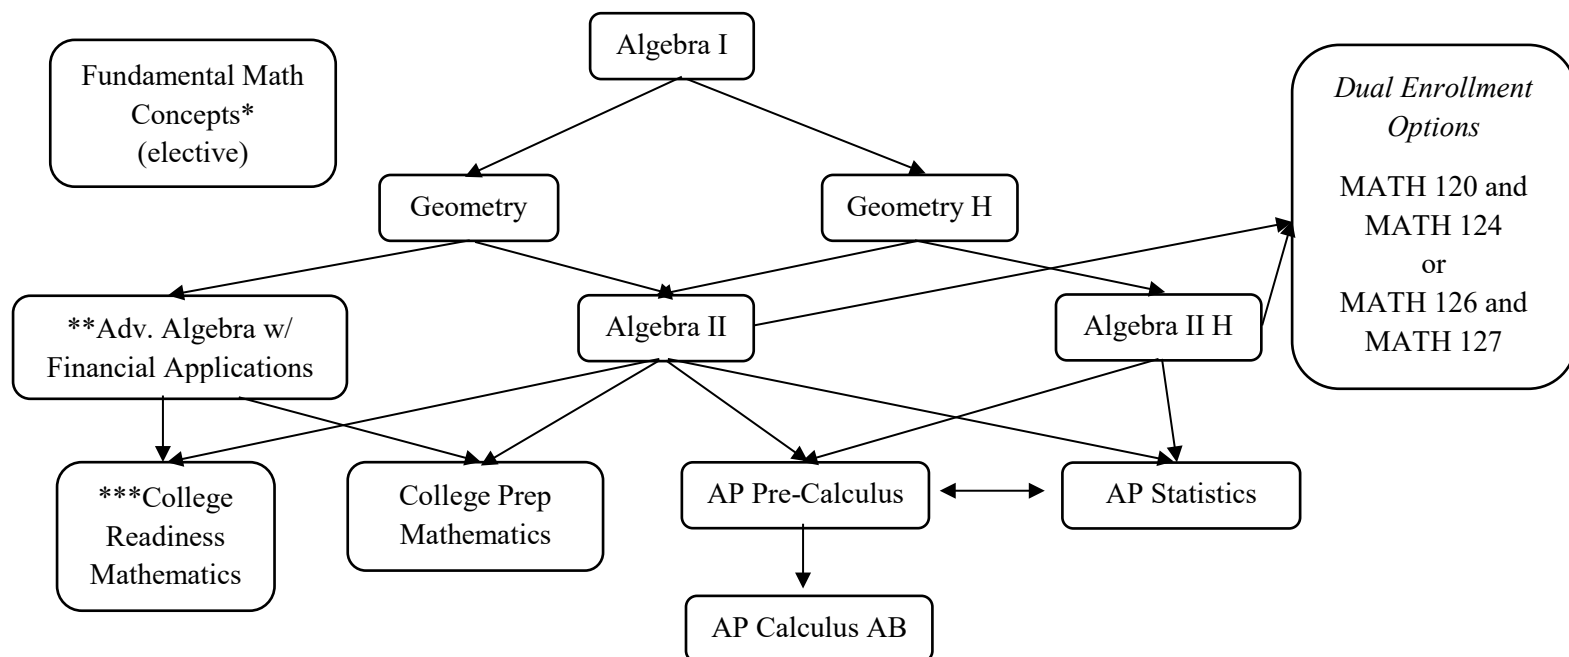 Algebra I
Fundamental Math
Concepts*
(elective)
Dual Enrollment
Options
MATH 120 and
MATH 124
or
MATH 126 and
MATH 127
Geometry
Geometry H
**Adv. Algebra w/
Financial Applications
Algebra II
Algebra II H
***College
Readiness
Mathematics
College Prep
Mathematics
AP Pre-Calculus
AP Statistics
AP Calculus AB